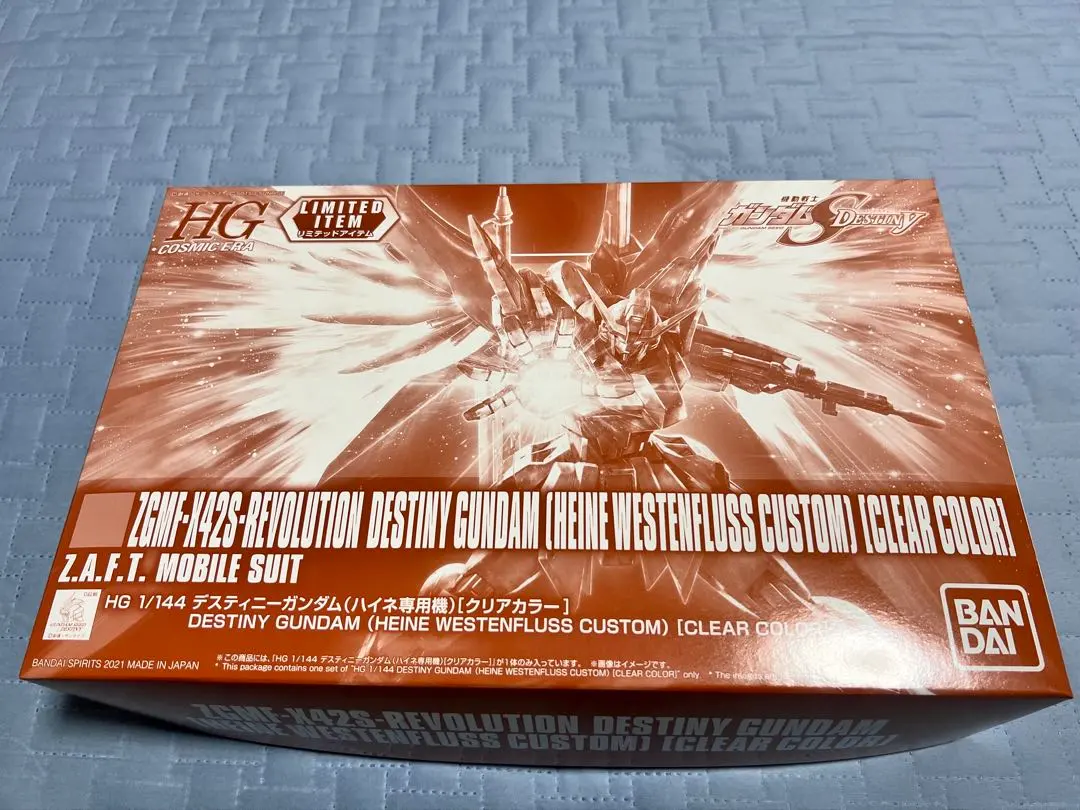 HG
COSMIC ERA
LIMITED
ITEM
リミテッドアイテム
機動戦士
ガンダムSEED DESTINY
ZGMF-X42S-REVOLUTION DESTINY GUNDAM (HEINE WESTENFLUSS CUSTOM) [CLEAR COLOR]
Z.A.F.T. MOBILE SUIT
HG 1/144 デスティニーガンダム(ハイネ専用機)[クリアカラー]
DESTINY GUNDAM (HEINE WESTENFLUSS CUSTOM) [CLEAR COLOR]
BAN
DAI
BANDAI SPIRITS 2021 MADE IN JAPAN
※この商品には、「HG 1/144 デスティニーガンダム(ハイネ専用機)[クリアカラー]」が1体のみ入っています。 ※画像はイメージです。
* This package contains one set of "HG 1/144 DESTINY GUNDAM (HEINE WESTENFLUSS CUSTOM) [CLEAR COLOR]" only * The images
ZGMF-X42S-REVOLUTION DESTINY GUNDAM
(HEINE WESTENFLUSS CUSTOM) [CLEAR COLOR]